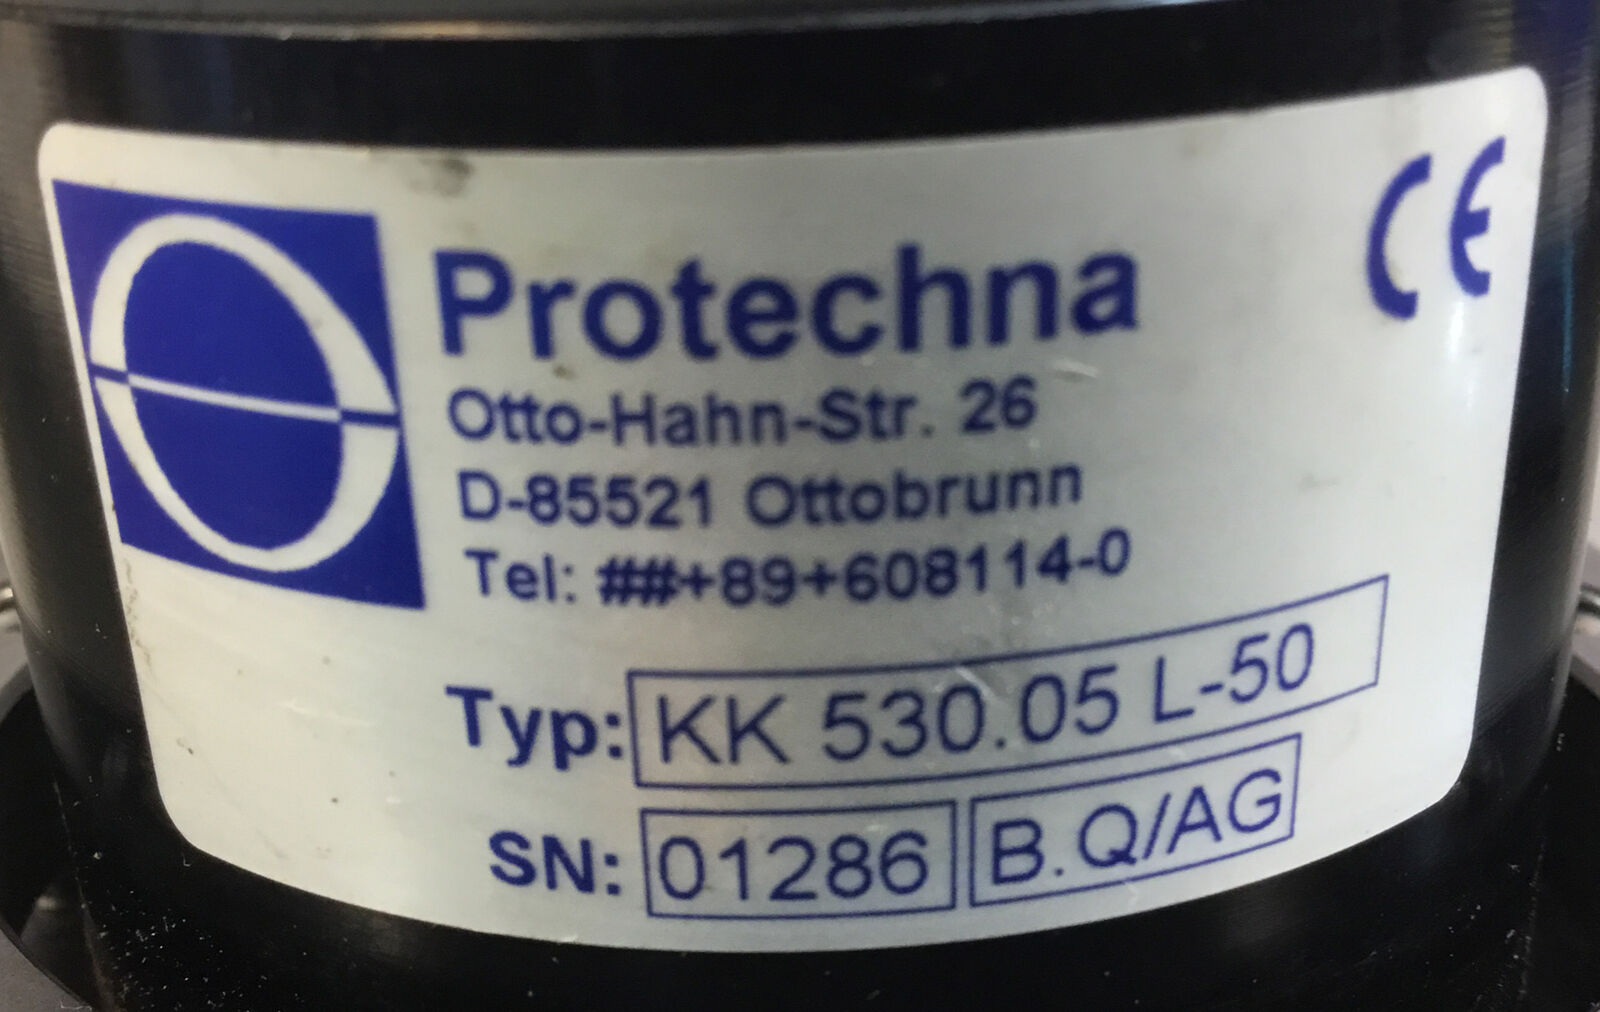 CE
Protechna
Otto-Hahn-Str. 26
D-85521 Ottobrunn
Tel: ##+89+608114-0
Typ: KK 530.05 L-50
SN: 01286 B.Q/AG